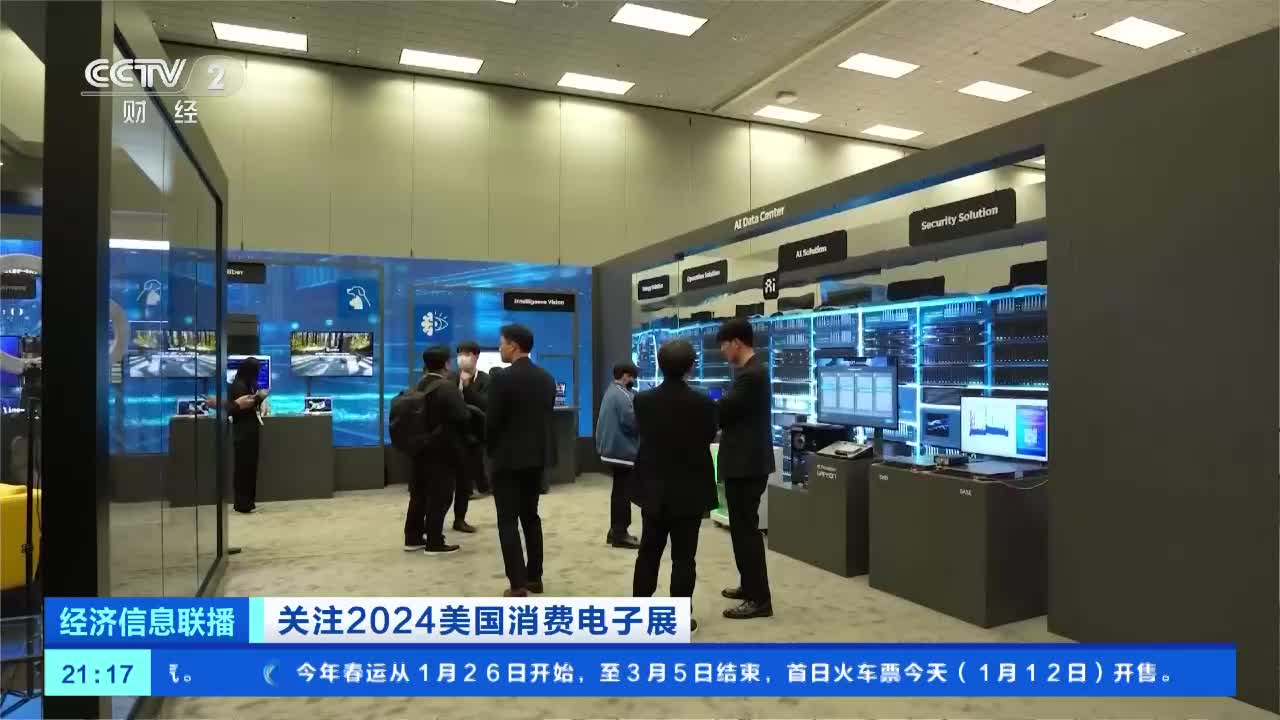 CCTV 2
财 经
AI Data Center
Security Solution
AI Solution
Operation Solution
Intelligence Vision
SASE
经济信息联播
关注2024美国消费电子展
21:17
今年春运从1月26日开始，至3月5日结束，首日火车票今天（1月12日）开售。